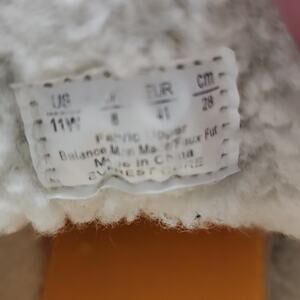 US UK EUR cm
11W 8 41 28
Fabric Upper
Balance Man Made Faux Fur
Made in China